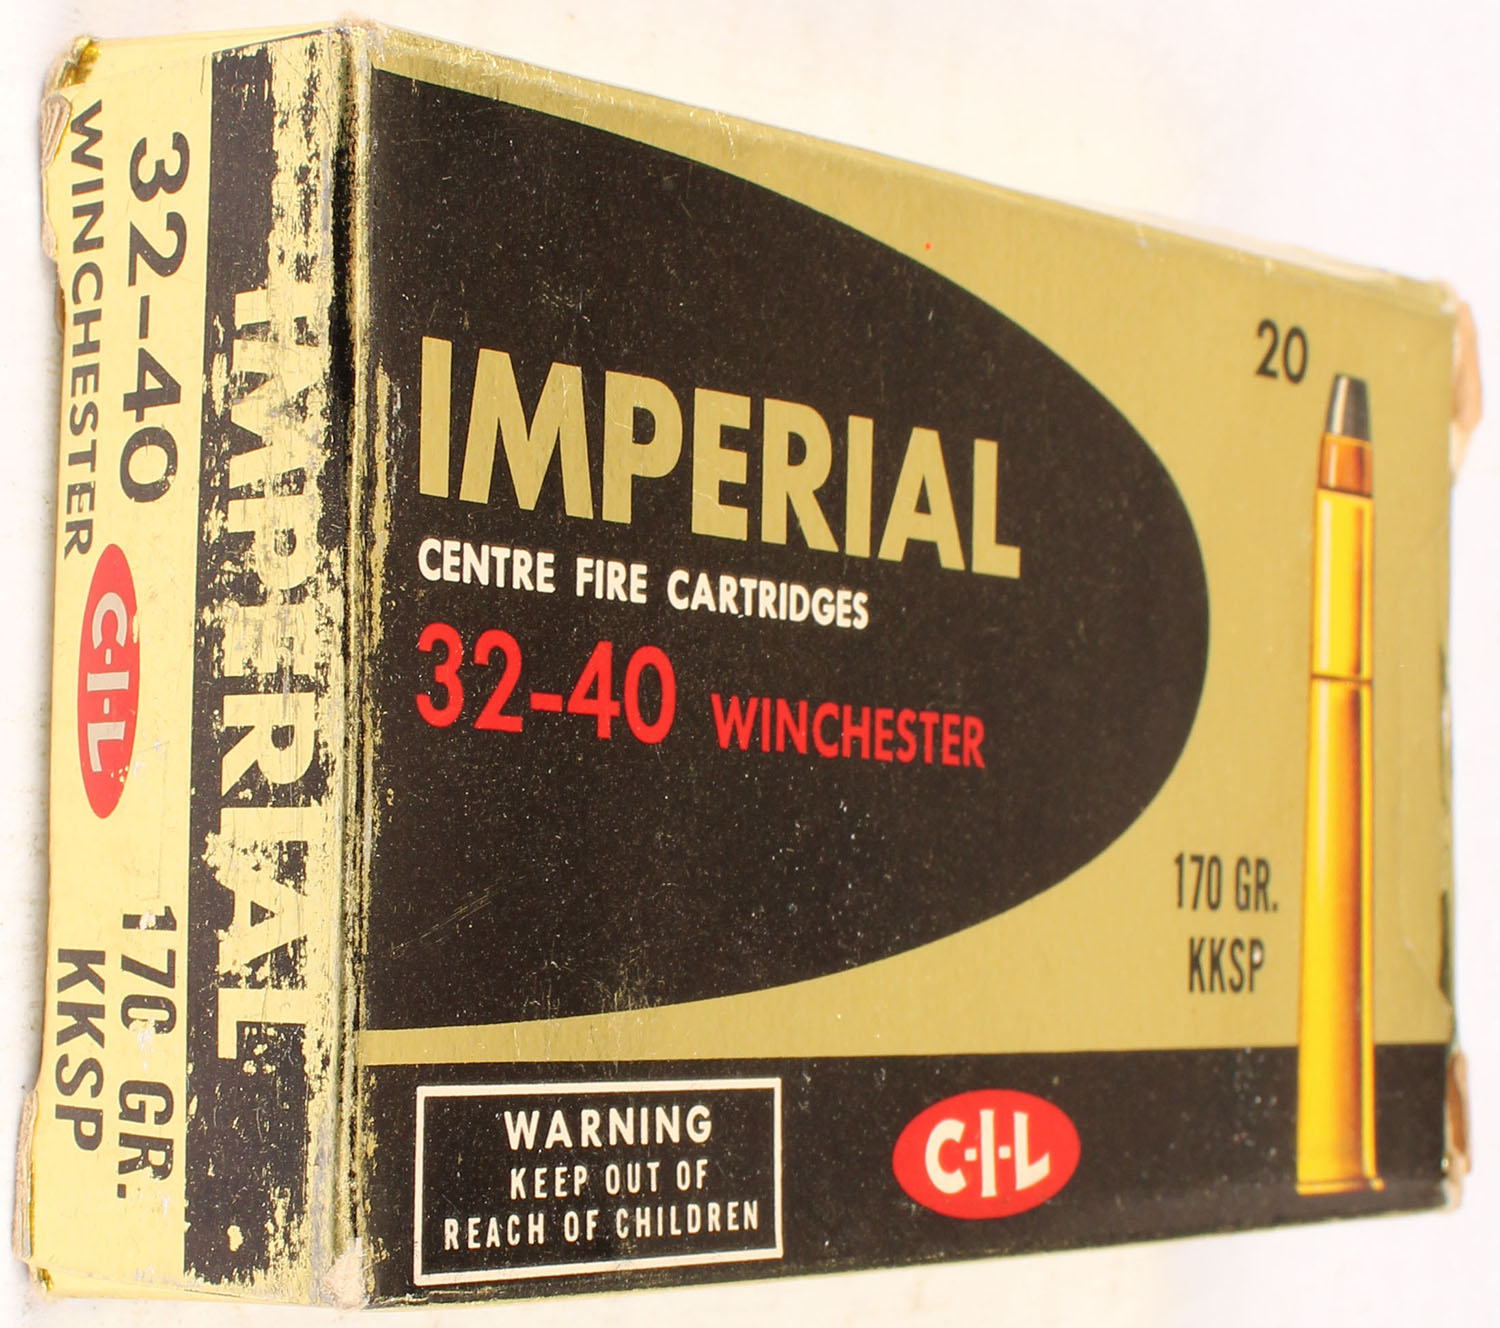 IMPERIAL
CENTRE FIRE CARTRIDGES
32-40 WINCHESTER
20
170 GR.
KKSP
WARNING
KEEP OUT OF
REACH OF CHILDREN
C-I-L
IMPERIAL
32-40
WINCHESTER
C-I-L
170 GR.
KKSP